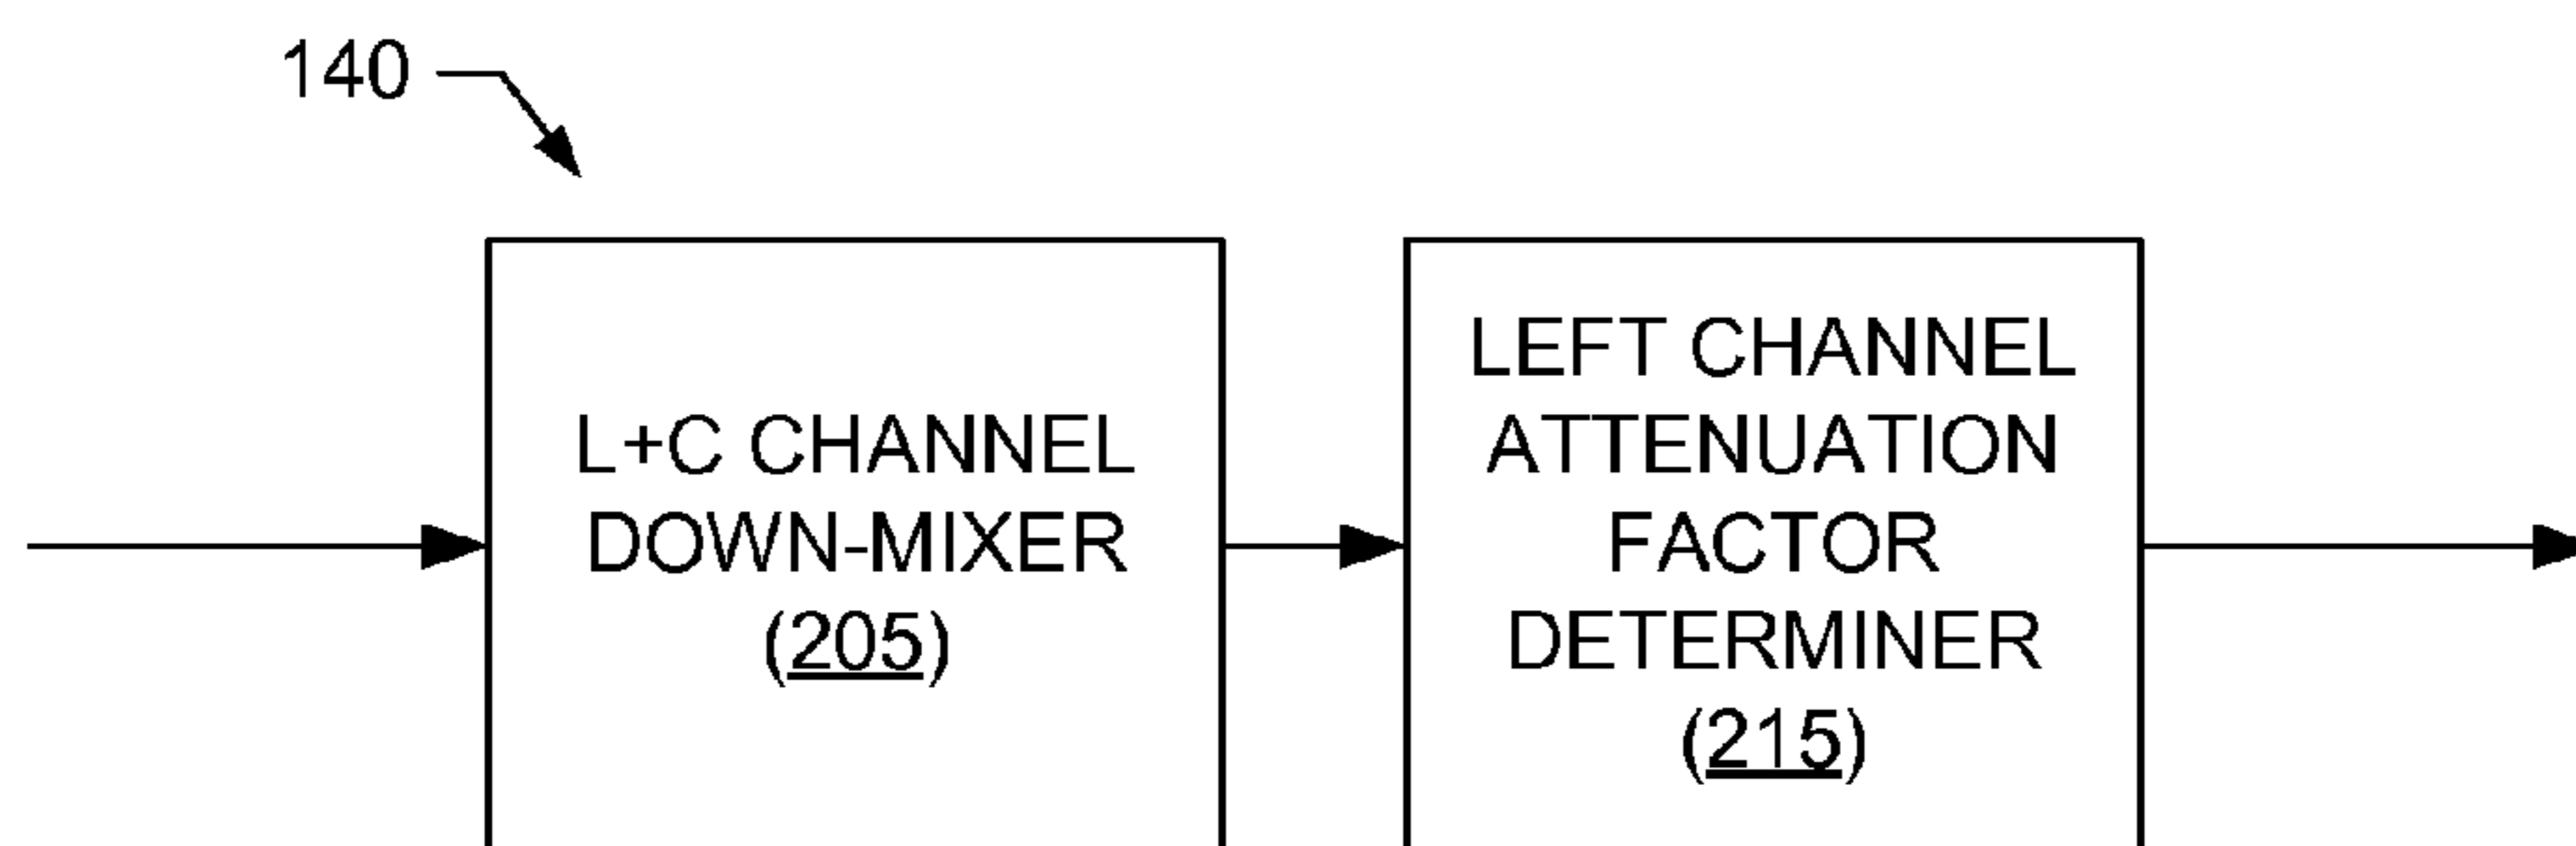 140
L+C CHANNEL
DOWN-MIXER
(205)
LEFT CHANNEL
ATTENUATION
FACTOR
DETERMINER
(215)